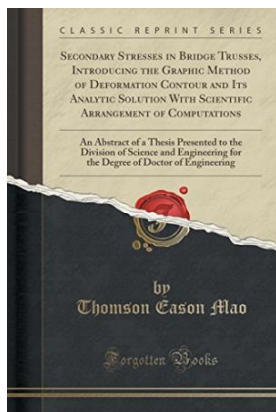 CLASSIC REPRINT SERIES
SECONDARY STRESSES IN BRIDGE TRUSSES,
INTRODUCING THE GRAPHIC METHOD
OF DEFORMATION CONTOUR AND ITS
ANALYTIC SOLUTION WITH SCIENTIFIC
ARRANGEMENT OF COMPUTATIONS
An Abstract of a Thesis Presented to the
Division of Science and Engineering for
the Degree of Doctor of Engineering
by
Thomson Eason Mao
Forgotten Books